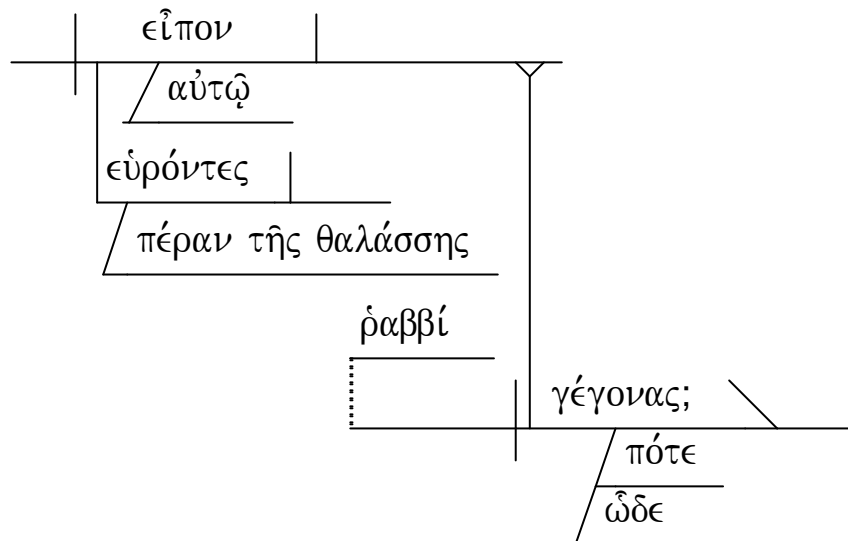 εἶπον
αὐτῷ
εὑρόντες
πέραν τῆς θαλάσσης
ῥαββί
γέγονας;
πότε
ὧδε